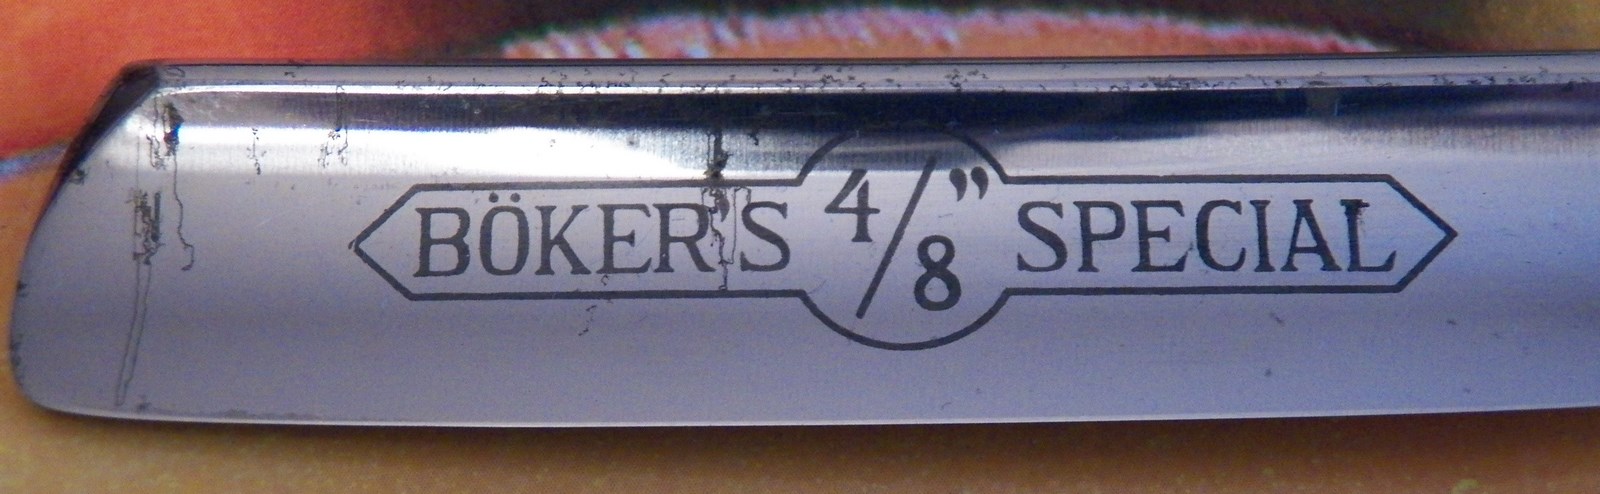 BÖKER'S 4/8" SPECIAL